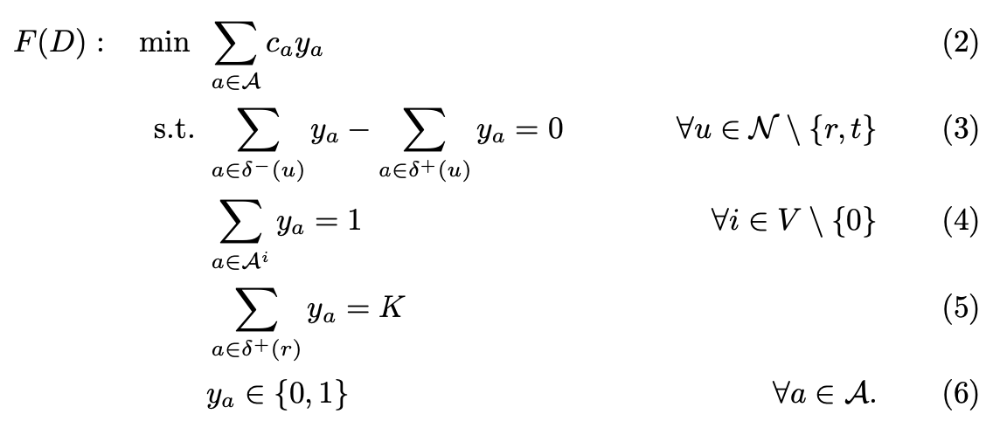 F(D) : min ∑_{a∈𝒜} c_a y_a (2)
s.t. ∑_{a∈δ⁻(u)} y_a − ∑_{a∈δ⁺(u)} y_a = 0 ∀u ∈ 𝒩 \ {r, t} (3)
∑_{a∈𝒜^i} y_a = 1 ∀i ∈ V \ {0} (4)
∑_{a∈δ⁺(r)} y_a = K (5)
y_a ∈ {0, 1} ∀a ∈ 𝒜. (6)